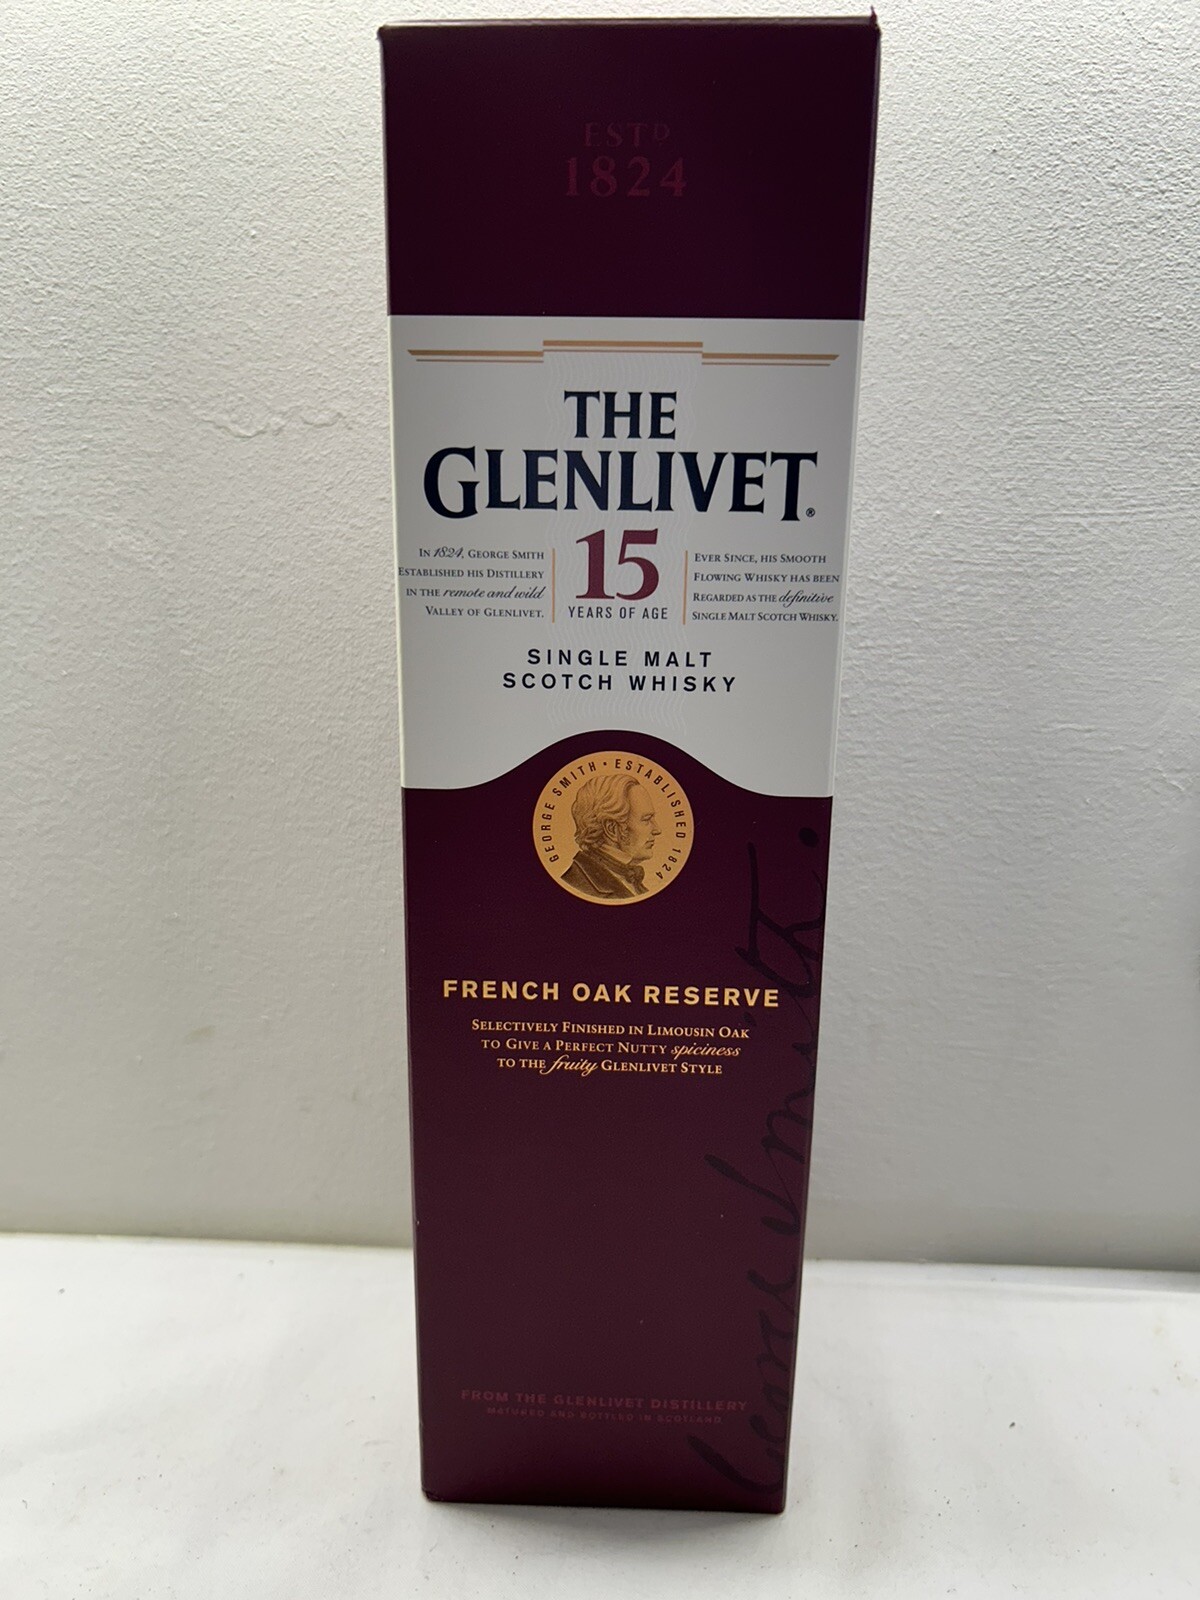 ESTD
1824
THE
GLENLIVET®
IN 1824, GEORGE SMITH
ESTABLISHED HIS DISTILLERY
IN THE remote and wild
VALLEY OF GLENLIVET.
15
YEARS OF AGE
EVER SINCE, HIS SMOOTH
FLOWING WHISKY HAS BEEN
REGARDED AS THE definitive
SINGLE MALT SCOTCH WHISKY.
SINGLE MALT
SCOTCH WHISKY
GEORGE SMITH • ESTABLISHED 1824
FRENCH OAK RESERVE
SELECTIVELY FINISHED IN LIMOUSIN OAK
TO GIVE A PERFECT NUTTY spiciness
TO THE fruity GLENLIVET STYLE
George Smith.
FROM THE GLENLIVET DISTILLERY
MATURED AND BOTTLED IN SCOTLAND